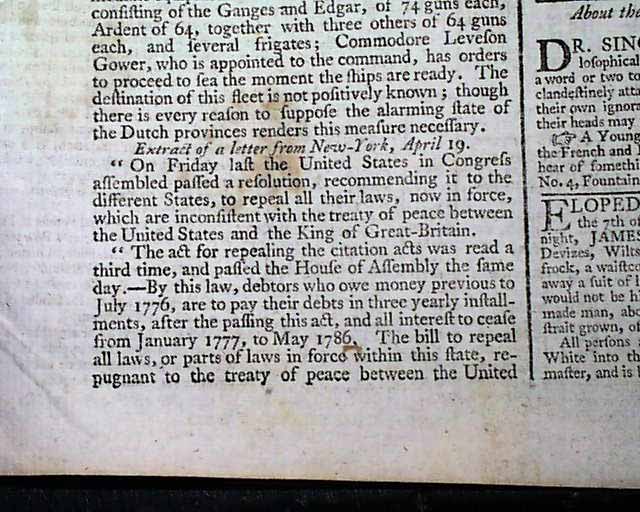 consisting of the Ganges and Edgar, of 74 guns each,
Ardent of 64, together with three others of 64 guns
each, and ſeveral frigates; Commodore Leveſon
Gower, who is appointed to the command, has orders
to proceed to ſea the moment the ſhips are ready. The
deſtination of this fleet is not poſitively known; though
there is every reaſon to ſuppoſe the alarming ſtate of
the Dutch provinces renders this meaſure neceſſary.
Extract of a letter from New-York, April 19.
“ On Friday laſt the United States in Congreſs
aſſembled paſſed a reſolution, recommending it to the
different States, to repeal all their laws, now in force,
which are inconſiſtent with the treaty of peace between
the United States and the King of Great-Britain.
“ The act for repealing the citation acts was read a
third time, and paſſed the Houſe of Aſſembly the ſame
day.—By this law, debtors who owe money previous to
July 1776, are to pay their debts in three yearly inſtall-
ments, after the paſſing this act, and all intereſt to ceaſe
from January 1777, to May 1786. The bill to repeal
all laws, or parts of laws in force within this ſtate, re-
pugnant to the treaty of peace between the United
About the
DR. SING
loſophical
a word or two to
clandeſtinely atta
their own ignoran
their heads may
☞ A Young
the French and
hear of ſomethi
No. 4, Fountain
ELOPED
the 7th of
night, JAMES
Devizes, Wilts
frock, a waiſtco
away a ſuit of l
would not be
made man, abo
ſtrait grown, o
All perſons a
White into th
maſter, and is